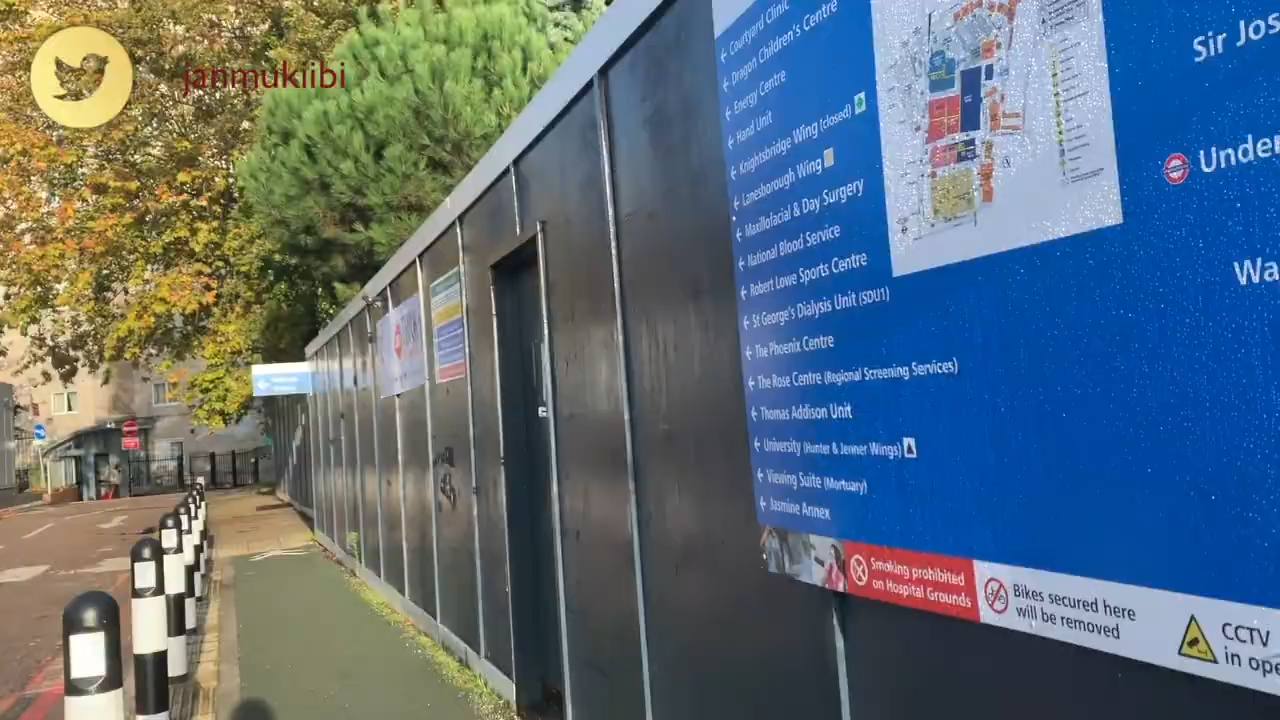 janmukiibi
← Courtyard Clinic
← Dragon Children's Centre
← Energy Centre
← Hand Unit
← Knightsbridge Wing (closed)
← Lanesborough Wing
← Maxillofacial & Day Surgery
← National Blood Service
← Robert Lowe Sports Centre
← St George's Dialysis Unit (SDU1)
← The Phoenix Centre
← The Rose Centre (Regional Screening Services)
← Thomas Addison Unit
← University (Hunter & Jenner Wings)
← Viewing Suite (Mortuary)
← Jasmine Annex
Sir Jos
Under
Wa
Smoking prohibited
on Hospital Grounds
Bikes secured here
will be removed
CCTV
in ope